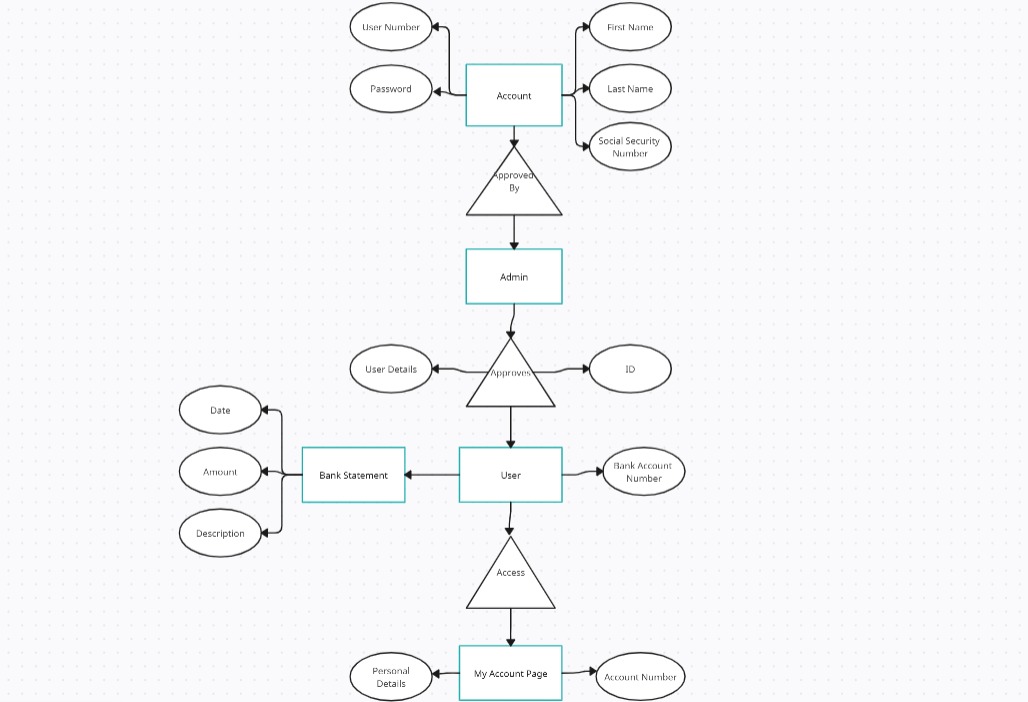 User Number
First Name
Password
Account
Last Name
Social Security
Number
Approved
By
Admin
User Details
Approves
ID
Date
Amount
Description
Bank Statement
User
Bank Account
Number
Access
Personal
Details
My Account Page
Account Number